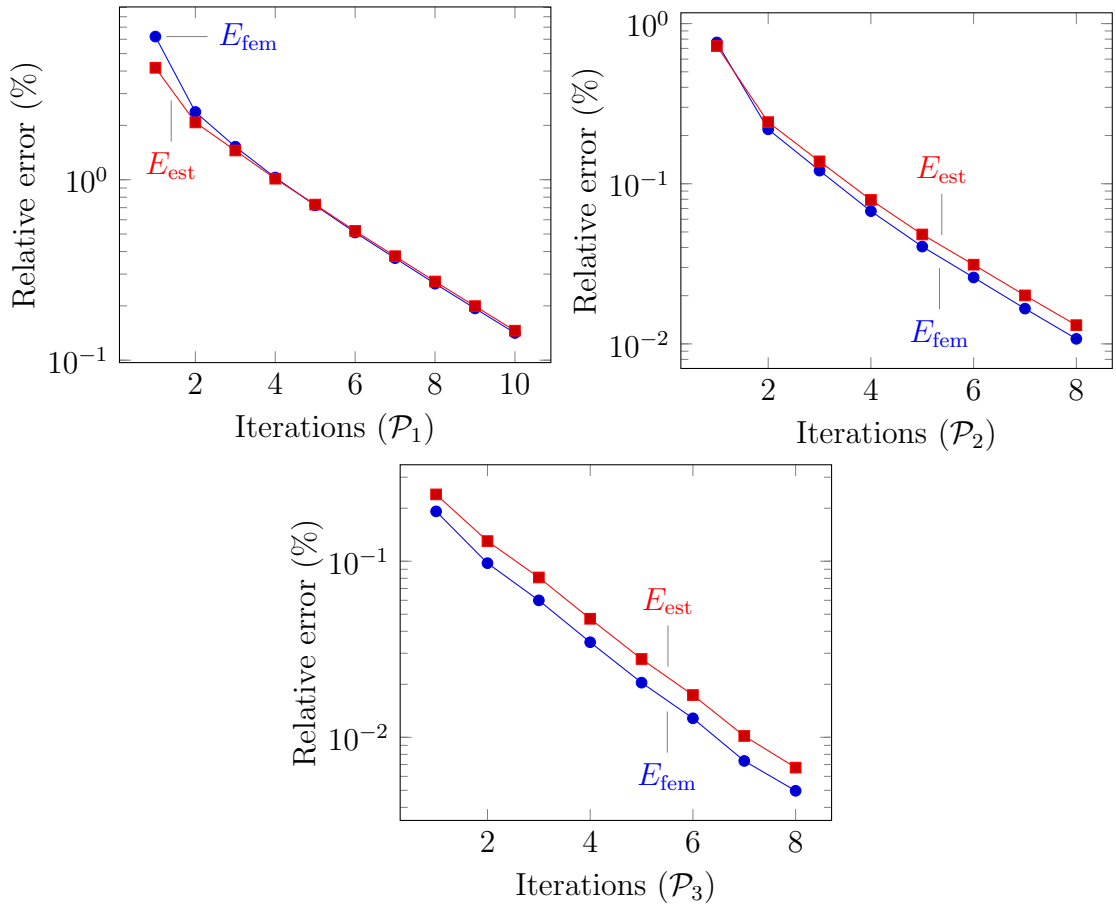 Relative error (%)
10^0
10^{-1}
E_fem
E_est
2 4 6 8 10
Iterations (𝒫_1)
Relative error (%)
10^0
10^{-1}
10^{-2}
E_est
E_fem
2 4 6 8
Iterations (𝒫_2)
Relative error (%)
10^{-1}
10^{-2}
E_est
E_fem
2 4 6 8
Iterations (𝒫_3)